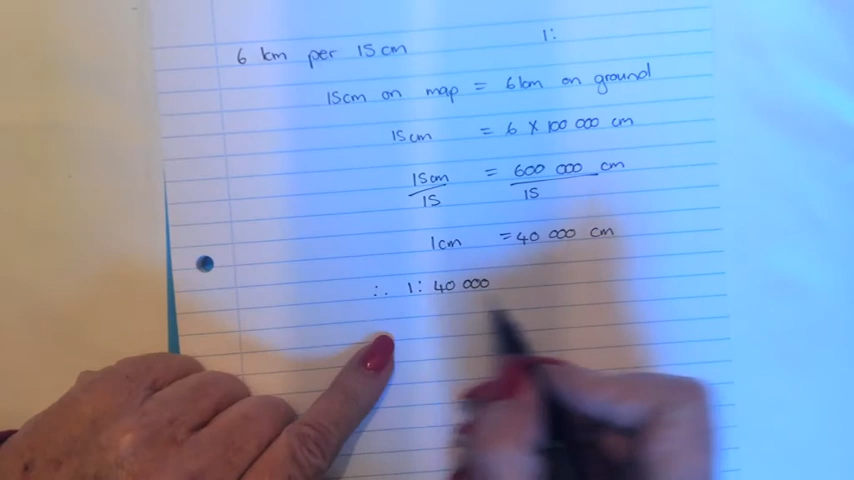 6 km per 15 cm 1:
15cm on map = 6km on ground
15cm = 6 × 100 000 cm
15cm = 600 000 cm
15 15
1cm = 40 000 cm
∴ 1: 40 000